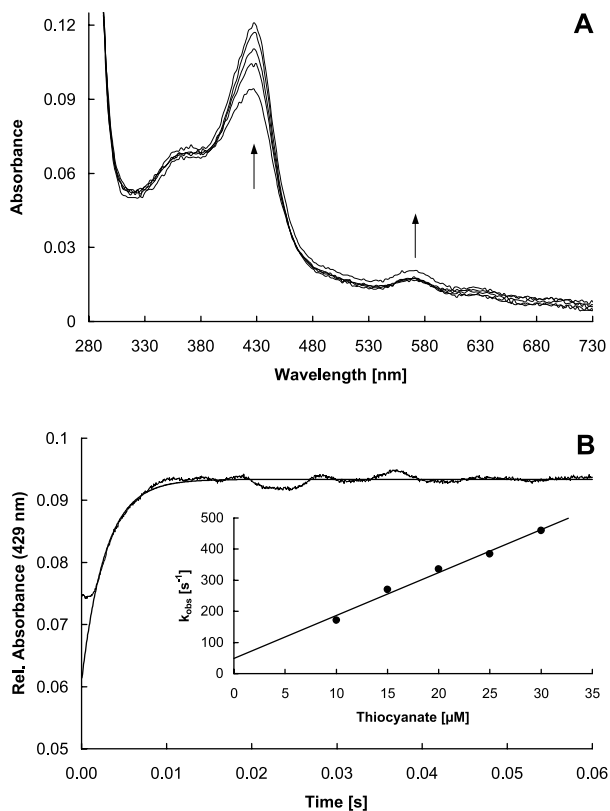 A
0.12
0.09
0.06
0.03
0
Absorbance
280 330 380 430 480 530 580 630 680 730
Wavelength [nm]
B
0.1
0.09
0.08
0.07
0.06
0.05
Rel. Absorbance (429 nm)
500
400
300
200
100
0
kobs [s-1]
0 5 10 15 20 25 30 35
Thiocyanate [µM]
0.00 0.01 0.02 0.03 0.04 0.05 0.06
Time [s]